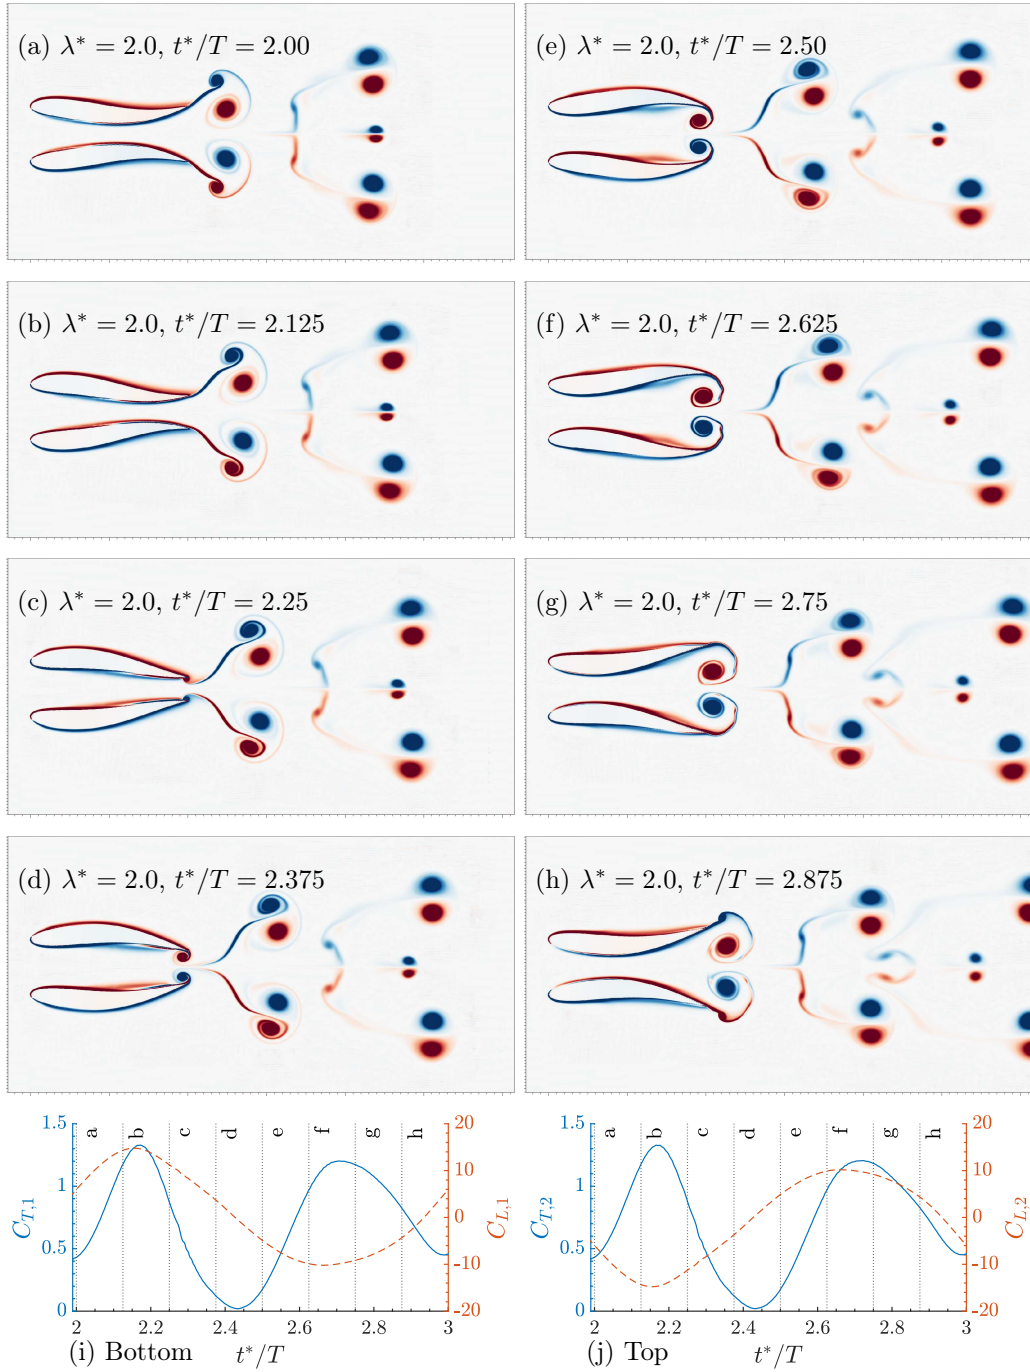 (a) λ* = 2.0, t*/T = 2.00
(e) λ* = 2.0, t*/T = 2.50
(b) λ* = 2.0, t*/T = 2.125
(f) λ* = 2.0, t*/T = 2.625
(c) λ* = 2.0, t*/T = 2.25
(g) λ* = 2.0, t*/T = 2.75
(d) λ* = 2.0, t*/T = 2.375
(h) λ* = 2.0, t*/T = 2.875
1.5
1
0.5
0
C_{T,1}
a
b
c
d
e
f
g
h
20
10
0
-10
-20
C_{L,1}
2 2.2 2.4 2.6 2.8 3
(i) Bottom
t*/T
1.5
1
0.5
0
C_{T,2}
a
b
c
d
e
f
g
h
20
10
0
-10
-20
C_{L,2}
2 2.2 2.4 2.6 2.8 3
(j) Top
t*/T